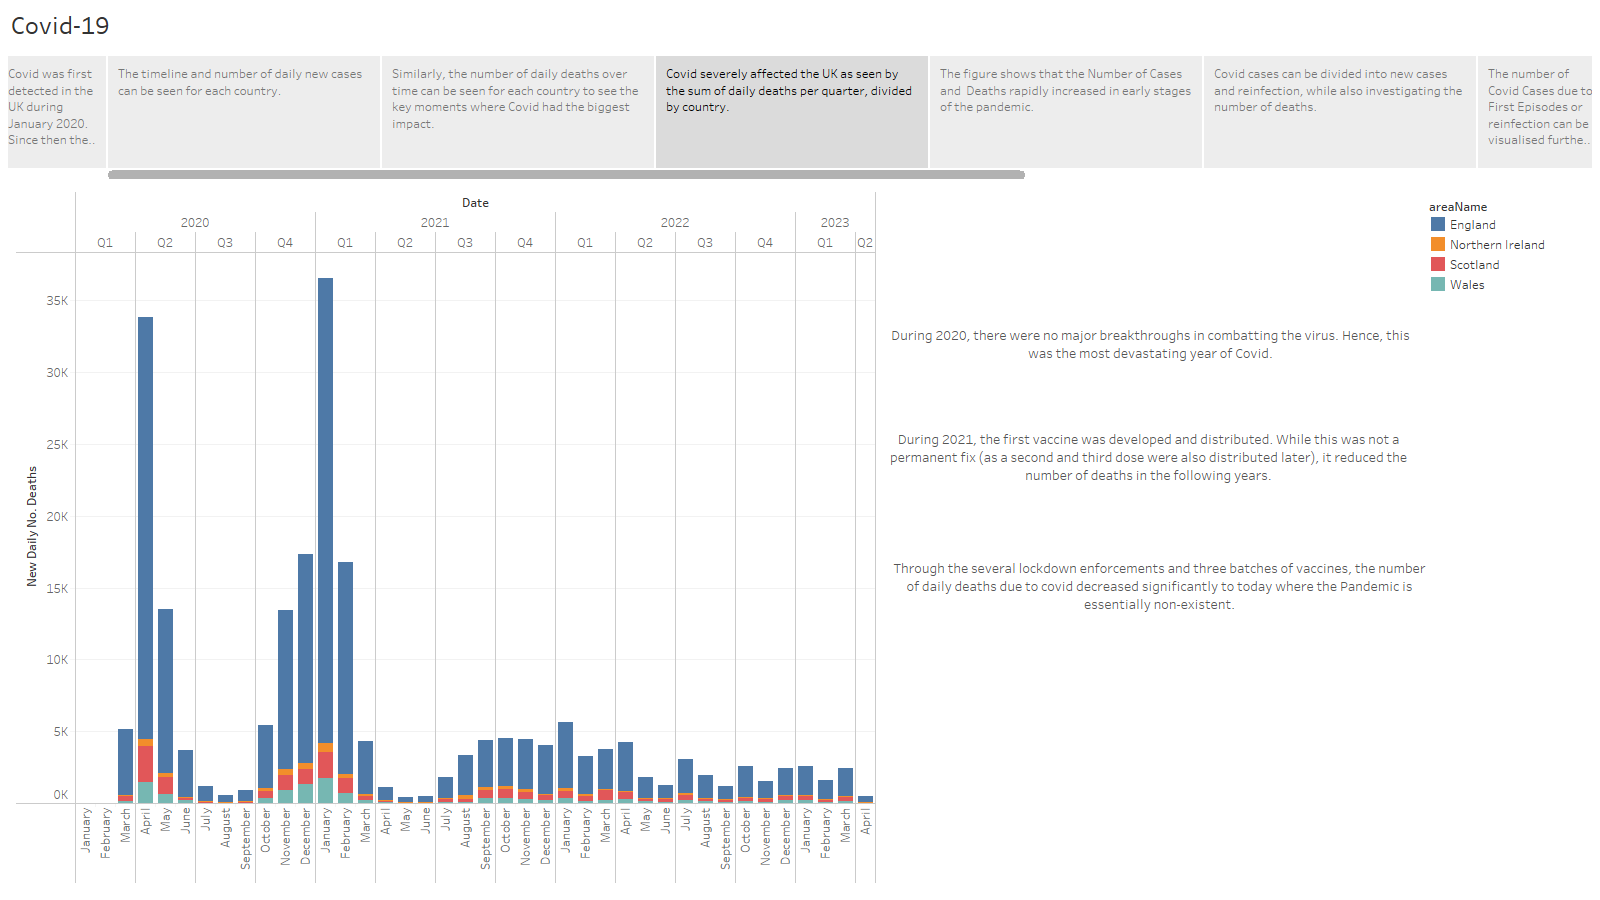 Covid-19
Covid was first
detected in the
UK during
January 2020.
Since then the..
The timeline and number of daily new cases
can be seen for each country.
Similarly, the number of daily deaths over
time can be seen for each country to see the
key moments where Covid had the biggest
impact.
Covid severely affected the UK as seen by
the sum of daily deaths per quarter, divided
by country.
The figure shows that the Number of Cases
and Deaths rapidly increased in early stages
of the pandemic.
Covid cases can be divided into new cases
and reinfection, while also investigating the
number of deaths.
The number of
Covid Cases due to
First Episodes or
reinfection can be
visualised furthe..
Date
2020 2021 2022 2023
Q1 Q2 Q3 Q4 Q1 Q2 Q3 Q4 Q1 Q2 Q3 Q4 Q1 Q2
New Daily No. Deaths
35K
30K
25K
20K
15K
10K
5K
0K
January
February
March
April
May
June
July
August
September
October
November
December
January
February
March
April
May
June
July
August
September
October
November
December
January
February
March
April
May
June
July
August
September
October
November
December
January
February
March
April
During 2020, there were no major breakthroughs in combatting the virus. Hence, this
was the most devastating year of Covid.
During 2021, the first vaccine was developed and distributed. While this was not a
permanent fix (as a second and third dose were also distributed later), it reduced the
number of deaths in the following years.
Through the several lockdown enforcements and three batches of vaccines, the number
of daily deaths due to covid decreased significantly to today where the Pandemic is
essentially non-existent.
areaName
England
Northern Ireland
Scotland
Wales